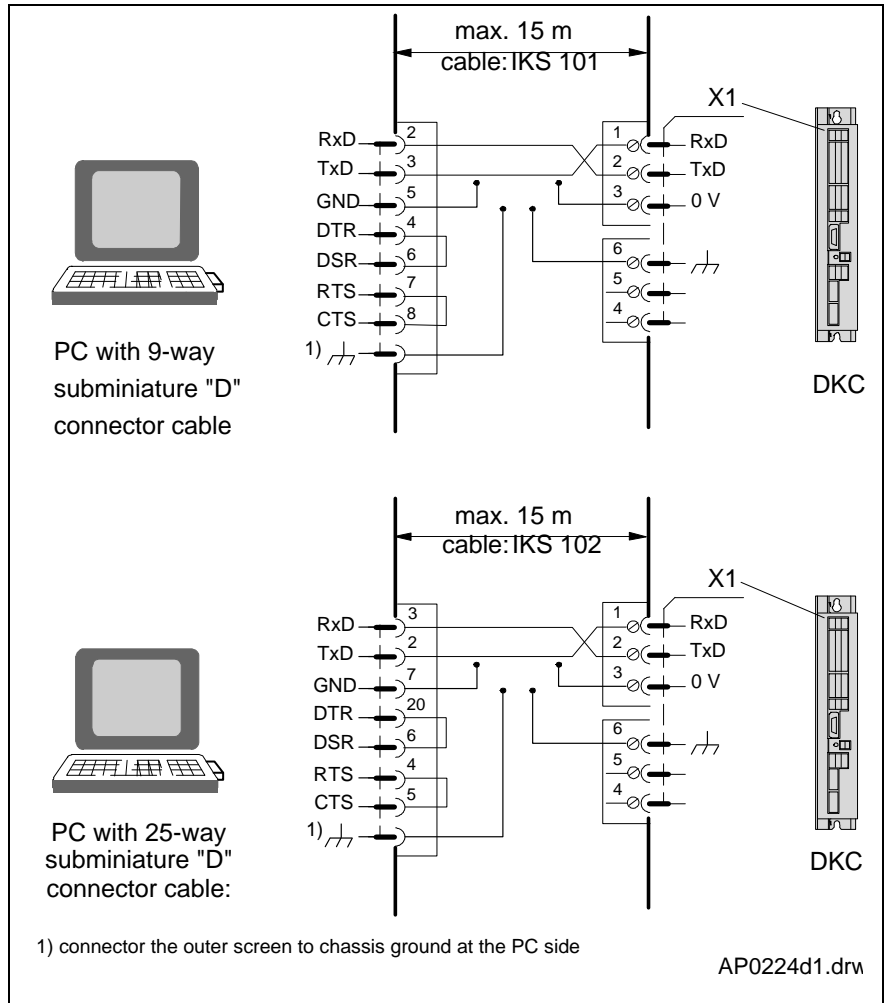 max. 15 m
cable: IKS 101
X1
RxD 2 1 RxD
TxD 3 2 TxD
GND 5 3 0 V
DTR 4
DSR 6 6
RTS 7 5
CTS 8 4
1)
PC with 9-way
subminiature "D"
connector cable
DKC
max. 15 m
cable: IKS 102
X1
RxD 3 1 RxD
TxD 2 2 TxD
GND 7 3 0 V
DTR 20
DSR 6 6
RTS 4 5
CTS 5 4
1)
PC with 25-way
subminiature "D"
connector cable:
DKC
1) connector the outer screen to chassis ground at the PC side
AP0224d1.drw